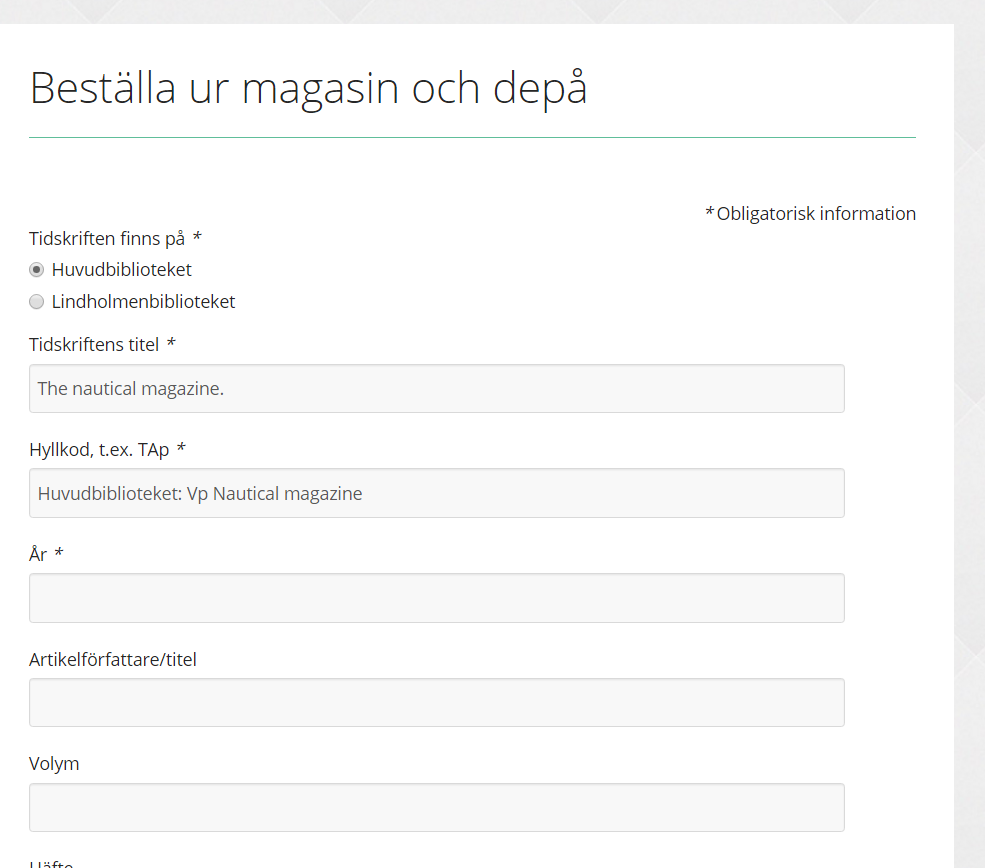 Beställa ur magasin och depå
*Obligatorisk information
Tidskriften finns på *
Huvudbiblioteket
Lindholmenbiblioteket
Tidskriftens titel *
The nautical magazine.
Hyllkod, t.ex. TAp *
Huvudbiblioteket: Vp Nautical magazine
År *
Artikelförfattare/titel
Volym
Häfte